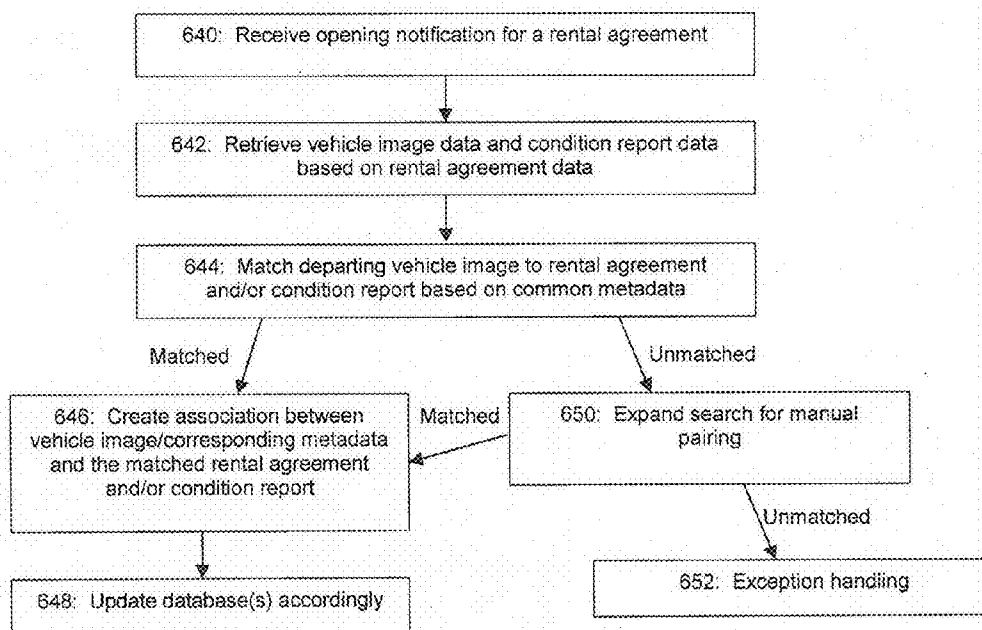 640: Receive opening notification for a rental agreement
642: Retrieve vehicle image data and condition report data
based on rental agreement data
644: Match departing vehicle image to rental agreement
and/or condition report based on common metadata
Matched
Unmatched
646: Create association between
vehicle image/corresponding metadata
and the matched rental agreement
and/or condition report
Matched
650: Expand search for manual
pairing
Unmatched
648: Update database(s) accordingly
652: Exception handling